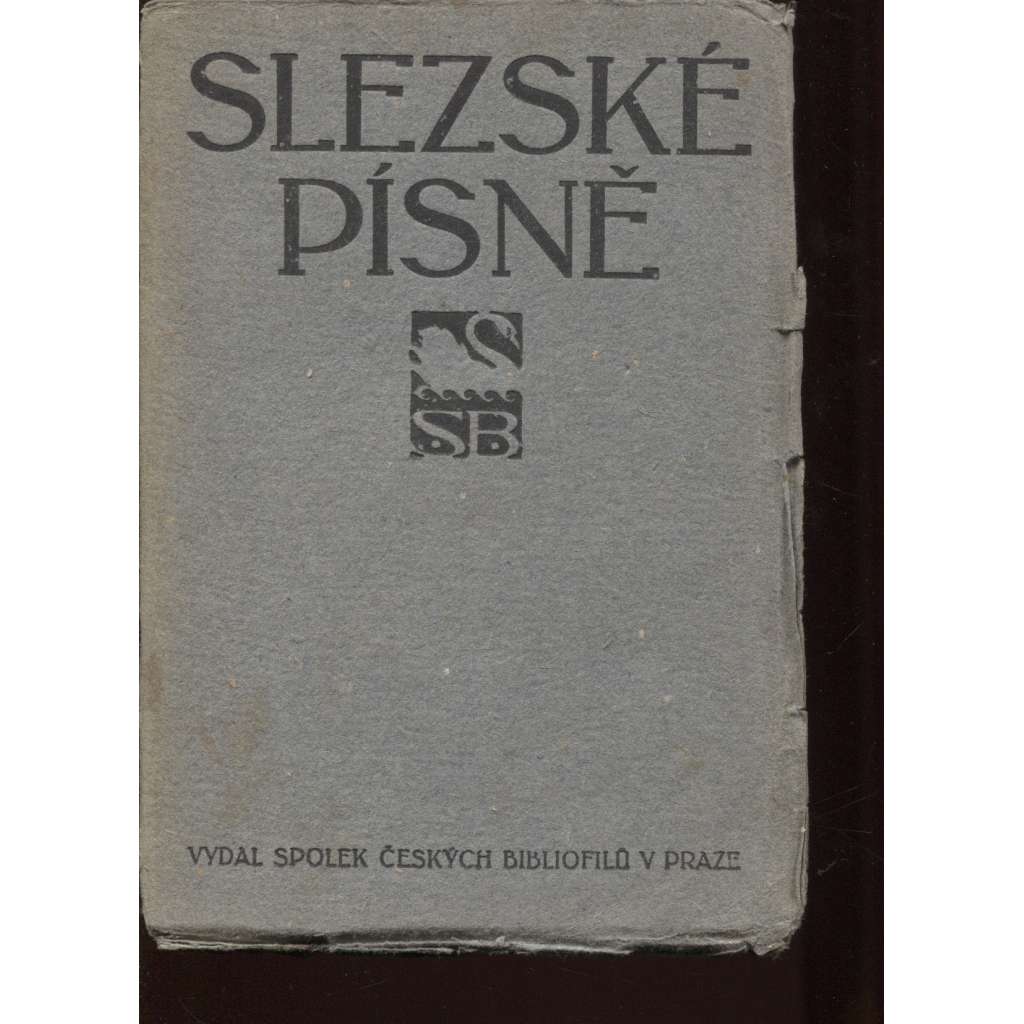 SLEZSKÉ
PÍSNĚ
SB
VYDAL SPOLEK ČESKÝCH BIBLIOFILŮ V PRAZE